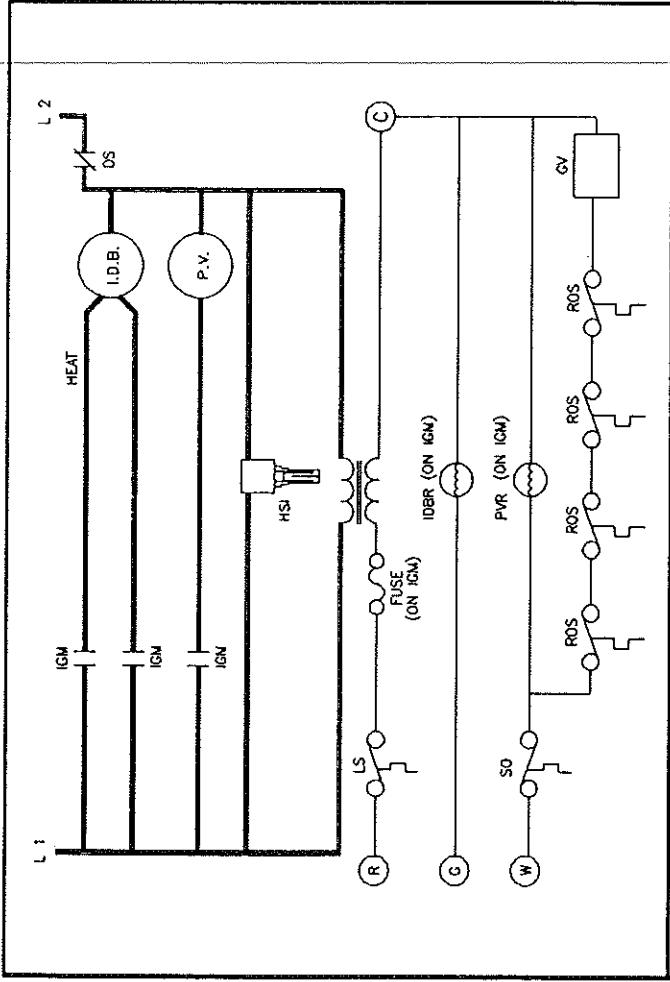 L 1
L 2
DS
HEAT
IGM
I.D.B.
IGM
IGM
P.V.
HSI
R
LS
FUSE
(ON IGM)
C
G
IDBR (ON IGM)
W
SO
PVR (ON IGM)
ROS
ROS
ROS
ROS
GV